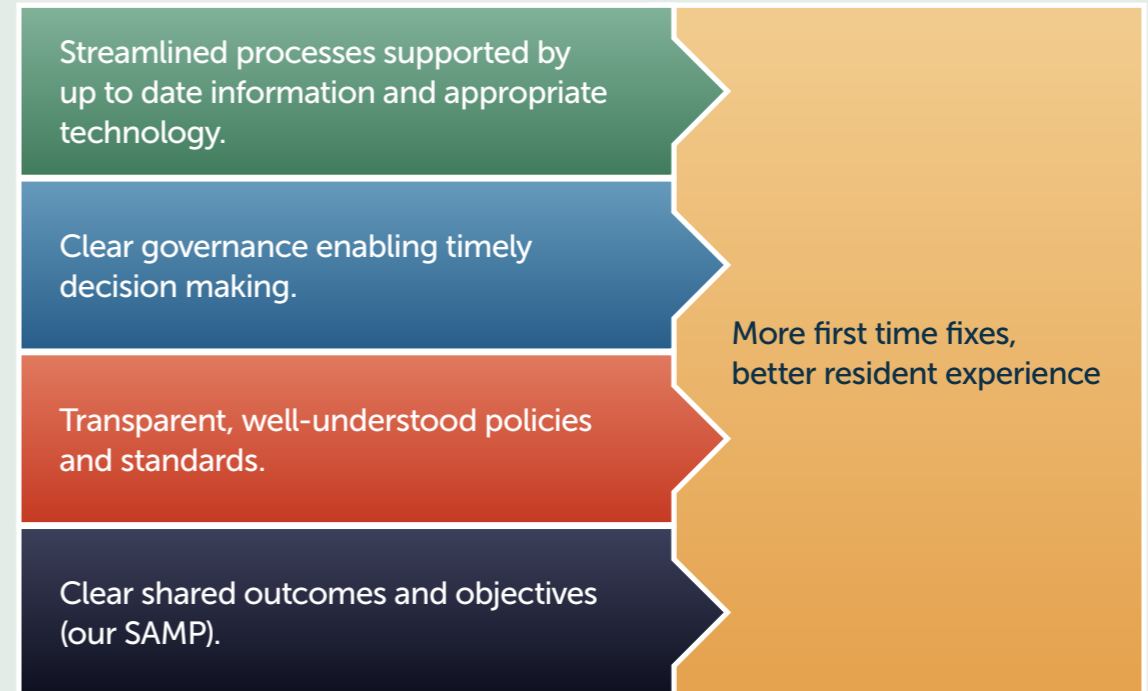 Streamlined processes supported by
up to date information and appropriate
technology.
Clear governance enabling timely
decision making.
Transparent, well-understood policies
and standards.
Clear shared outcomes and objectives
(our SAMP).
More first time fixes,
better resident experience